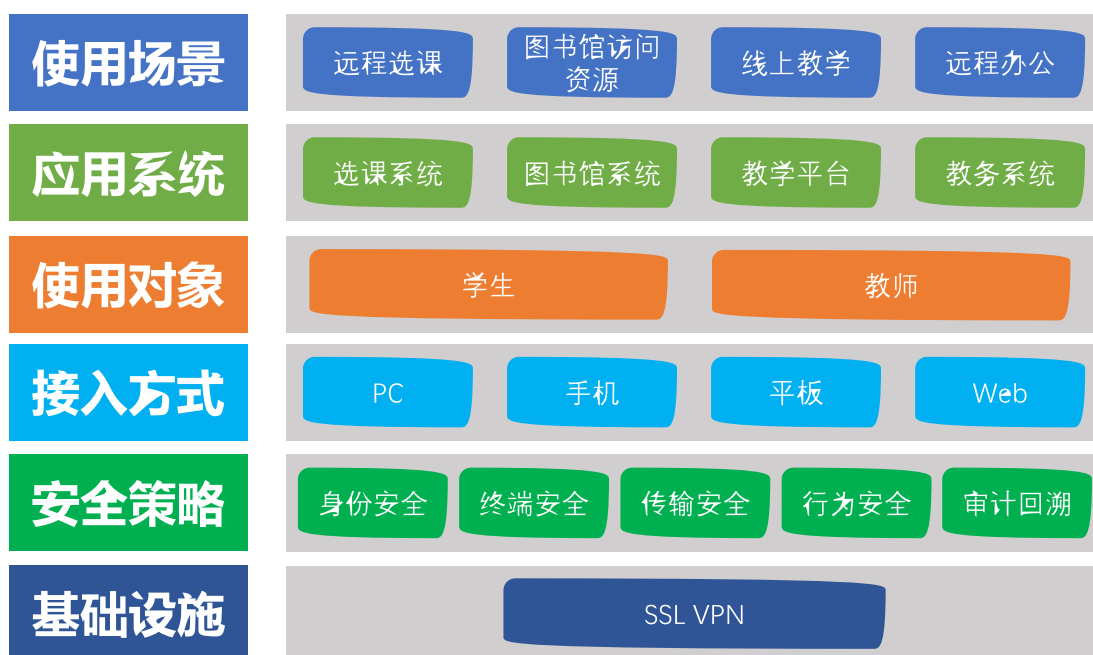 使用场景
远程选课
图书馆访问
资源
线上教学
远程办公
应用系统
选课系统
图书馆系统
教学平台
教务系统
使用对象
学生
教师
接入方式
PC
手机
平板
Web
安全策略
身份安全
终端安全
传输安全
行为安全
审计回溯
基础设施
SSL VPN